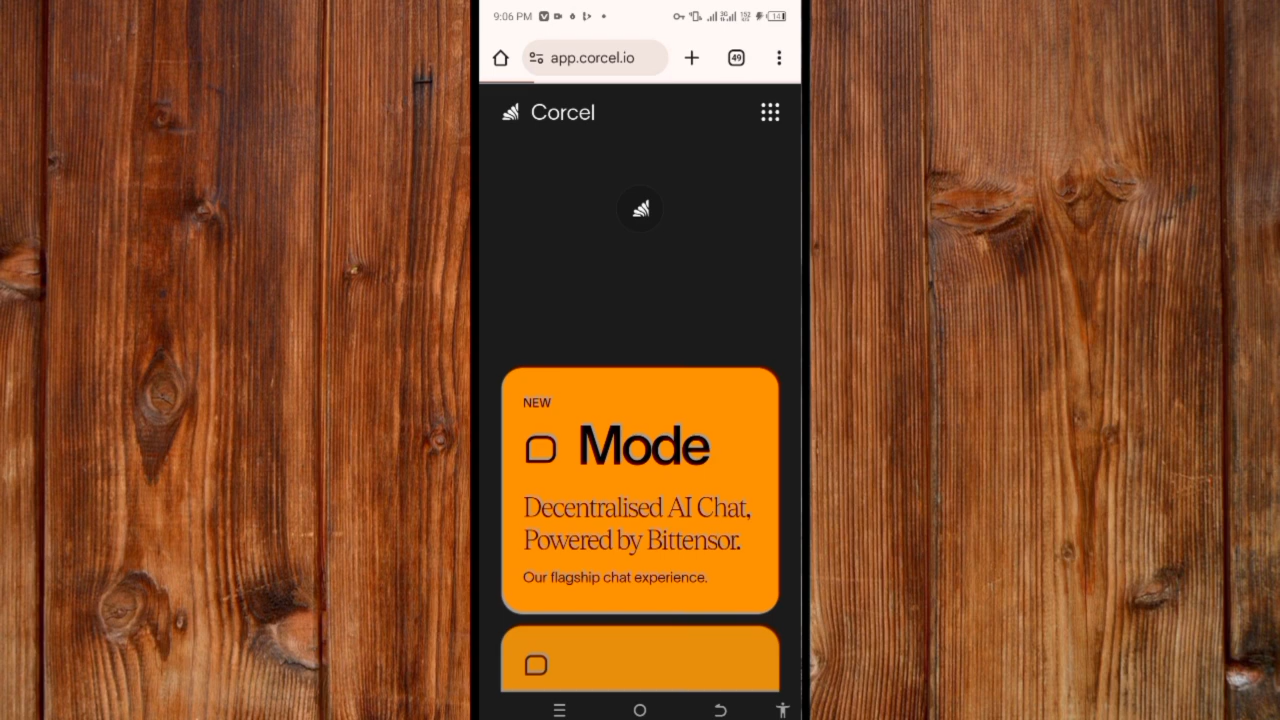 9:06 PM
app.corcel.io
49
Corcel
NEW
Mode
Decentralised AI Chat,
Powered by Bittensor.
Our flagship chat experience.